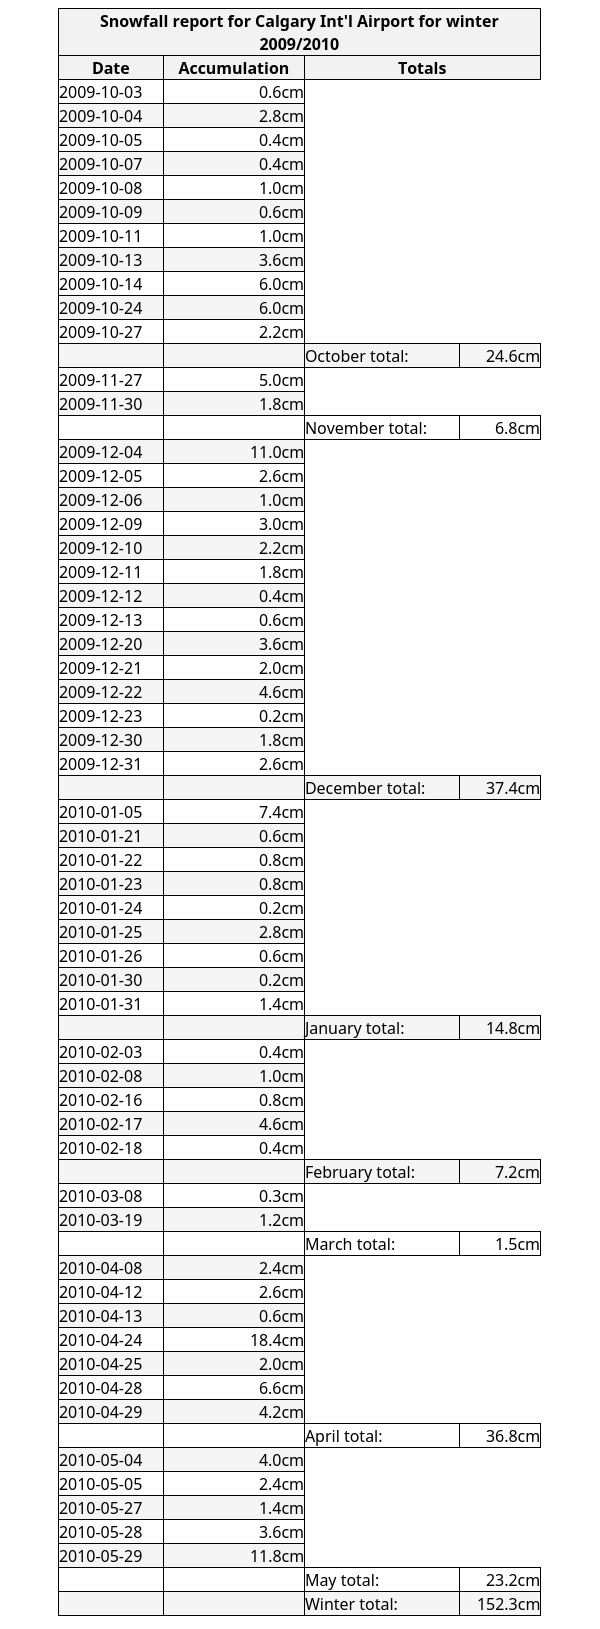 Snowfall report for Calgary Int'l Airport for winter
2009/2010
Date Accumulation Totals
2009-10-03 0.6cm
2009-10-04 2.8cm
2009-10-05 0.4cm
2009-10-07 0.4cm
2009-10-08 1.0cm
2009-10-09 0.6cm
2009-10-11 1.0cm
2009-10-13 3.6cm
2009-10-14 6.0cm
2009-10-24 6.0cm
2009-10-27 2.2cm
October total: 24.6cm
2009-11-27 5.0cm
2009-11-30 1.8cm
November total: 6.8cm
2009-12-04 11.0cm
2009-12-05 2.6cm
2009-12-06 1.0cm
2009-12-09 3.0cm
2009-12-10 2.2cm
2009-12-11 1.8cm
2009-12-12 0.4cm
2009-12-13 0.6cm
2009-12-20 3.6cm
2009-12-21 2.0cm
2009-12-22 4.6cm
2009-12-23 0.2cm
2009-12-30 1.8cm
2009-12-31 2.6cm
December total: 37.4cm
2010-01-05 7.4cm
2010-01-21 0.6cm
2010-01-22 0.8cm
2010-01-23 0.8cm
2010-01-24 0.2cm
2010-01-25 2.8cm
2010-01-26 0.6cm
2010-01-30 0.2cm
2010-01-31 1.4cm
January total: 14.8cm
2010-02-03 0.4cm
2010-02-08 1.0cm
2010-02-16 0.8cm
2010-02-17 4.6cm
2010-02-18 0.4cm
February total: 7.2cm
2010-03-08 0.3cm
2010-03-19 1.2cm
March total: 1.5cm
2010-04-08 2.4cm
2010-04-12 2.6cm
2010-04-13 0.6cm
2010-04-24 18.4cm
2010-04-25 2.0cm
2010-04-28 6.6cm
2010-04-29 4.2cm
April total: 36.8cm
2010-05-04 4.0cm
2010-05-05 2.4cm
2010-05-27 1.4cm
2010-05-28 3.6cm
2010-05-29 11.8cm
May total: 23.2cm
Winter total: 152.3cm